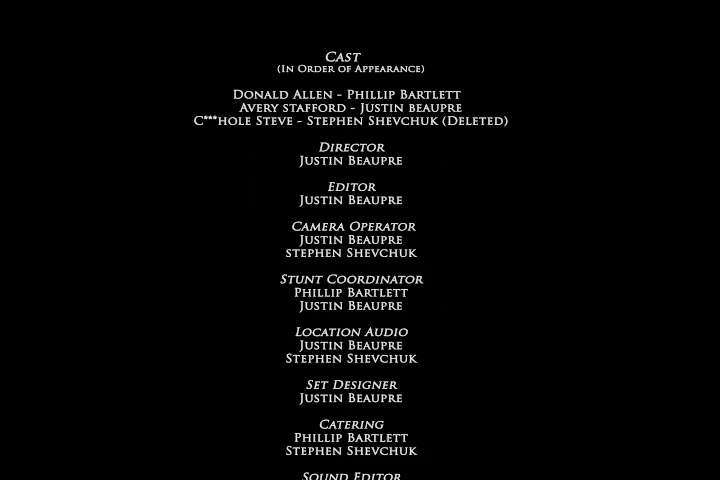 Cast
(In Order of Appearance)
Donald Allen - Phillip Bartlett
Avery stafford - Justin beaupre
C***hole Steve - Stephen Shevchuk (Deleted)
Director
Justin Beaupre
Editor
Justin Beaupre
Camera Operator
Justin Beaupre
stephen Shevchuk
Stunt Coordinator
Phillip Bartlett
Justin Beaupre
Location Audio
Justin Beaupre
Stephen Shevchuk
Set Designer
Justin Beaupre
Catering
Phillip Bartlett
Stephen Shevchuk
Sound Editor